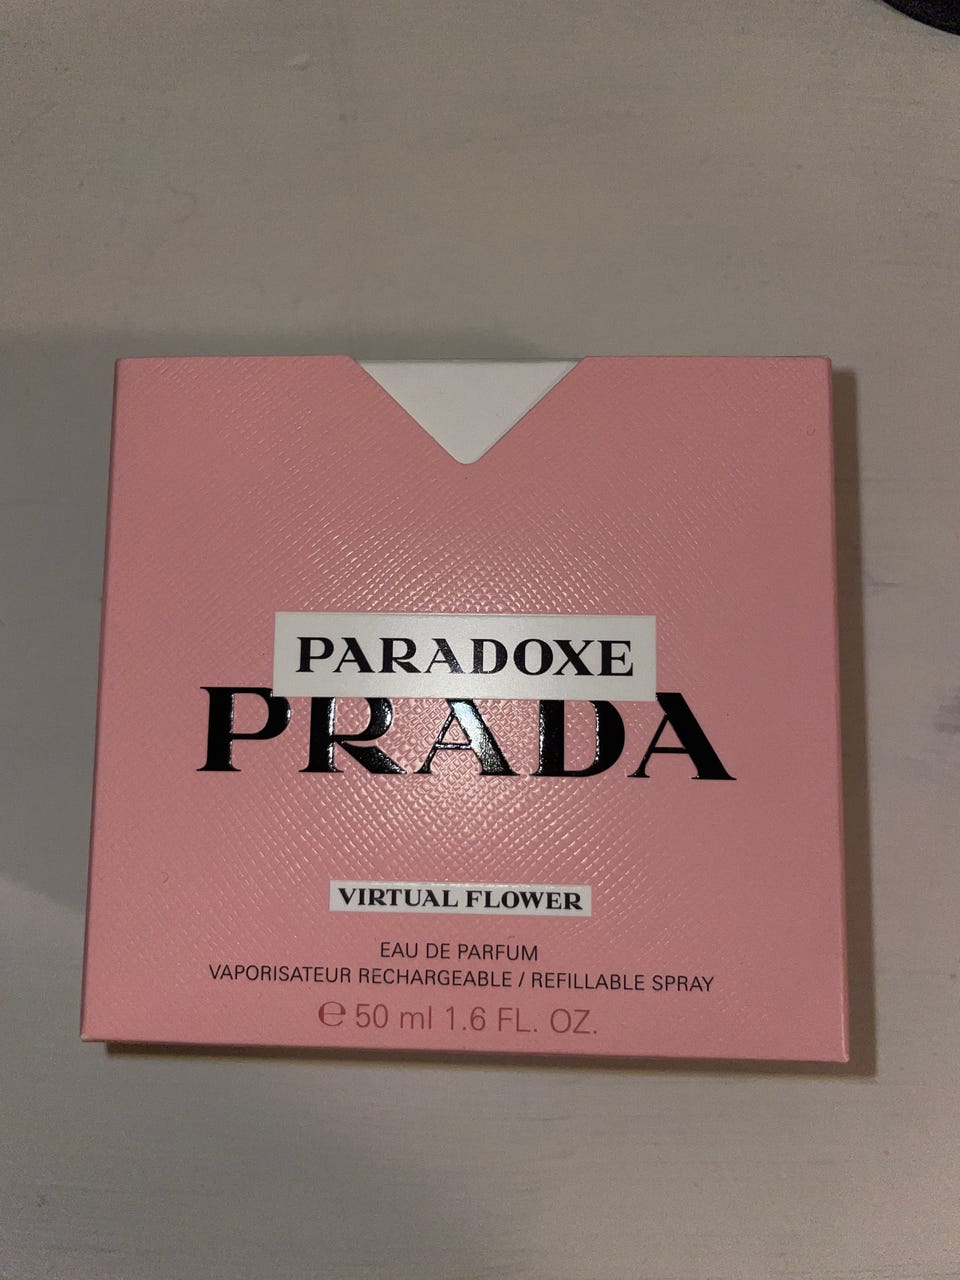 PARADOXE
PRADA
VIRTUAL FLOWER
EAU DE PARFUM
VAPORISATEUR RECHARGEABLE / REFILLABLE SPRAY
℮ 50 ml 1.6 FL. OZ.